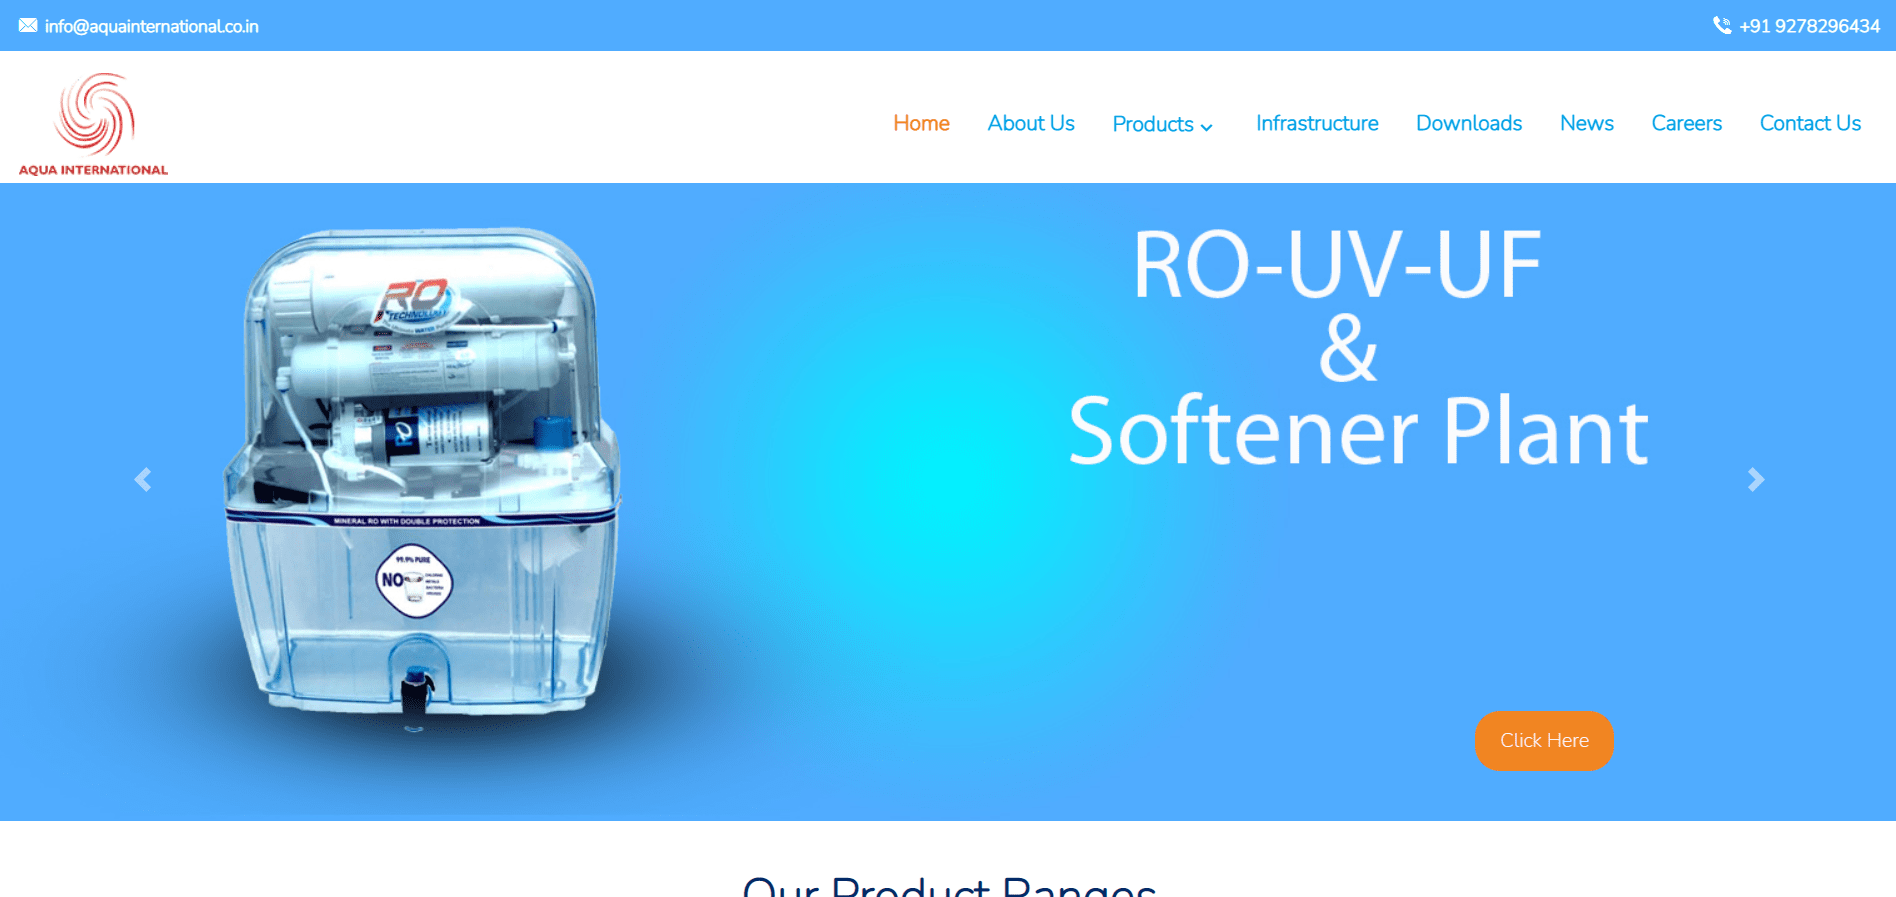 info@aquainternational.co.in
+91 9278296434
AQUA INTERNATIONAL
Home
About Us
Products
Infrastructure
Downloads
News
Careers
Contact Us
RO-UV-UF
&
Softener Plant
RO
TECHNOLOGY
MINERAL RO WITH DOUBLE PROTECTION
99.9% PURE
NO
Click Here
Our Product Ranges